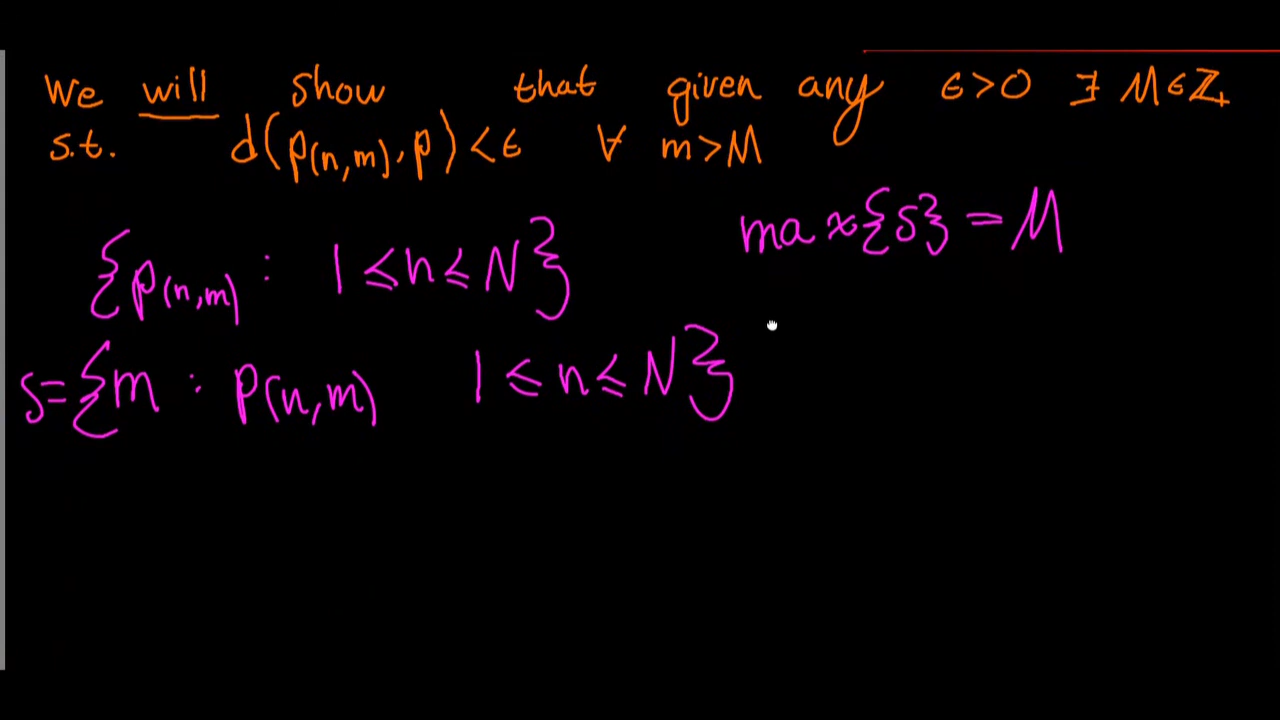 We will show that given any ϵ>0 ∃ M∈ℤ₊
s.t. d(p(n,m), p) < ϵ ∀ m>M
max{S} = M
{p(n,m) : 1≤n≤N}
S={m : p(n,m) 1≤n≤N}